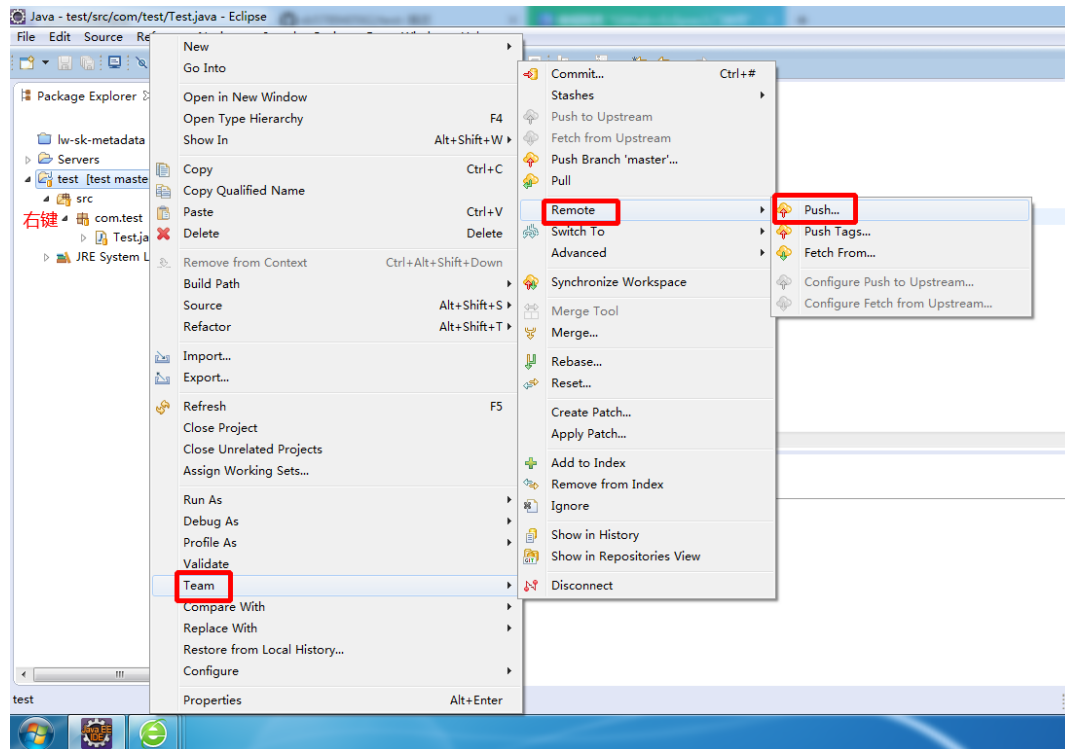 Java - test/src/com/test/Test.java - Eclipse
File Edit Source
Package Explorer
lw-sk-metadata
Servers
test [test maste
src
右键
com.test
Test.ja
JRE System L
test
New
Go Into
Open in New Window
Open Type Hierarchy F4
Show In Alt+Shift+W
Copy Ctrl+C
Copy Qualified Name
Paste Ctrl+V
Delete Delete
Remove from Context Ctrl+Alt+Shift+Down
Build Path
Source Alt+Shift+S
Refactor Alt+Shift+T
Import...
Export...
Refresh F5
Close Project
Close Unrelated Projects
Assign Working Sets...
Run As
Debug As
Profile As
Validate
Team
Compare With
Replace With
Restore from Local History...
Configure
Properties Alt+Enter
Commit... Ctrl+#
Stashes
Push to Upstream
Fetch from Upstream
Push Branch 'master'...
Pull
Remote
Switch To
Advanced
Synchronize Workspace
Merge Tool
Merge...
Rebase...
Reset...
Create Patch...
Apply Patch...
Add to Index
Remove from Index
Ignore
Show in History
Show in Repositories View
Disconnect
Push...
Push Tags...
Fetch From...
Configure Push to Upstream...
Configure Fetch from Upstream...
Java EE
IDE